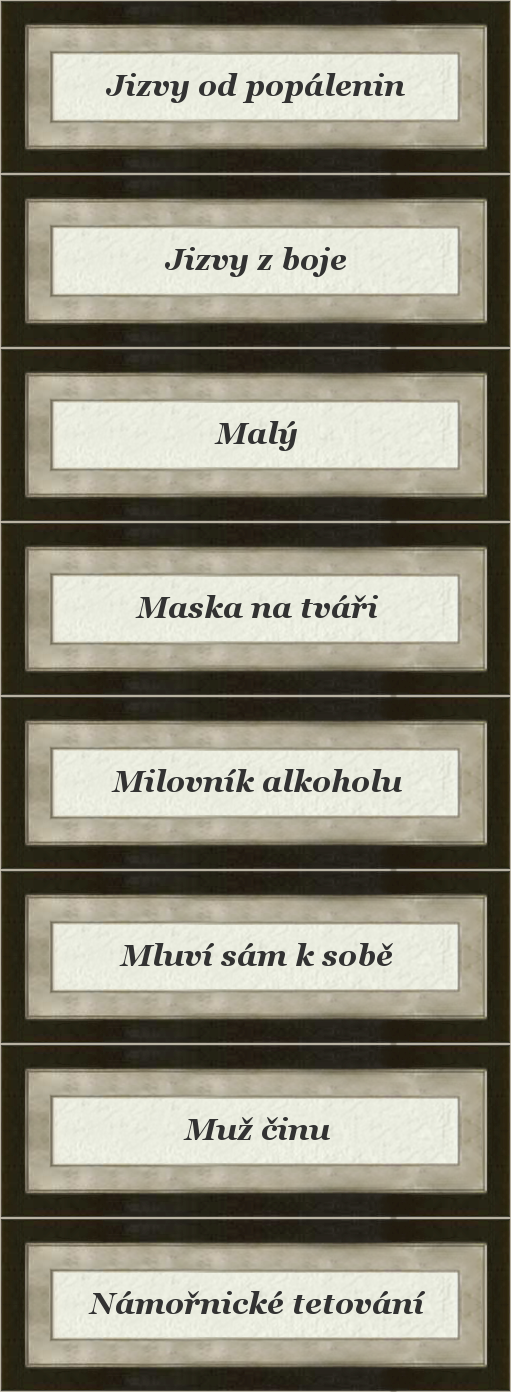 Jizvy od popálenin
Jizvy z boje
Malý
Maska na tváři
Milovník alkoholu
Mluví sám k sobě
Muž činu
Námořnické tetování